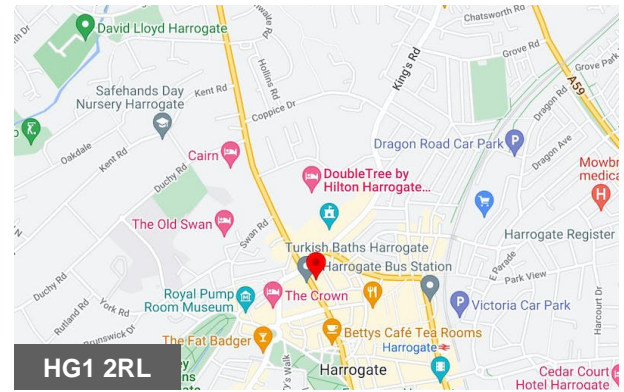 Chatsworth Rd
David Lloyd Harrogate
Grove Rd
King's Rd
Grove Park
A59
Hollins Rd
Safehands Day
Nursery Harrogate
Kent Rd
Coppice Dr
Dragon Rd
Dragon Road Car Park
Dragon Ave
Oakdale
Kent Rd
Cairn
Duchy Rd
DoubleTree by
Hilton Harrogate...
Mowbr
medica
The Old Swan
Swan Rd
Harrogate Register
Turkish Baths Harrogate
Harrogate Bus Station
E Parade
Park View
Duchy Rd
Rutland Rd
York Rd
Royal Pump
Room Museum
The Crown
Victoria Car Park
Harcourt Dr
Brunswick Dr
The Fat Badger
Bettys Café Tea Rooms
Harrogate
HG1 2RL
Harrogate
Cedar Court
Hotel Harrogate